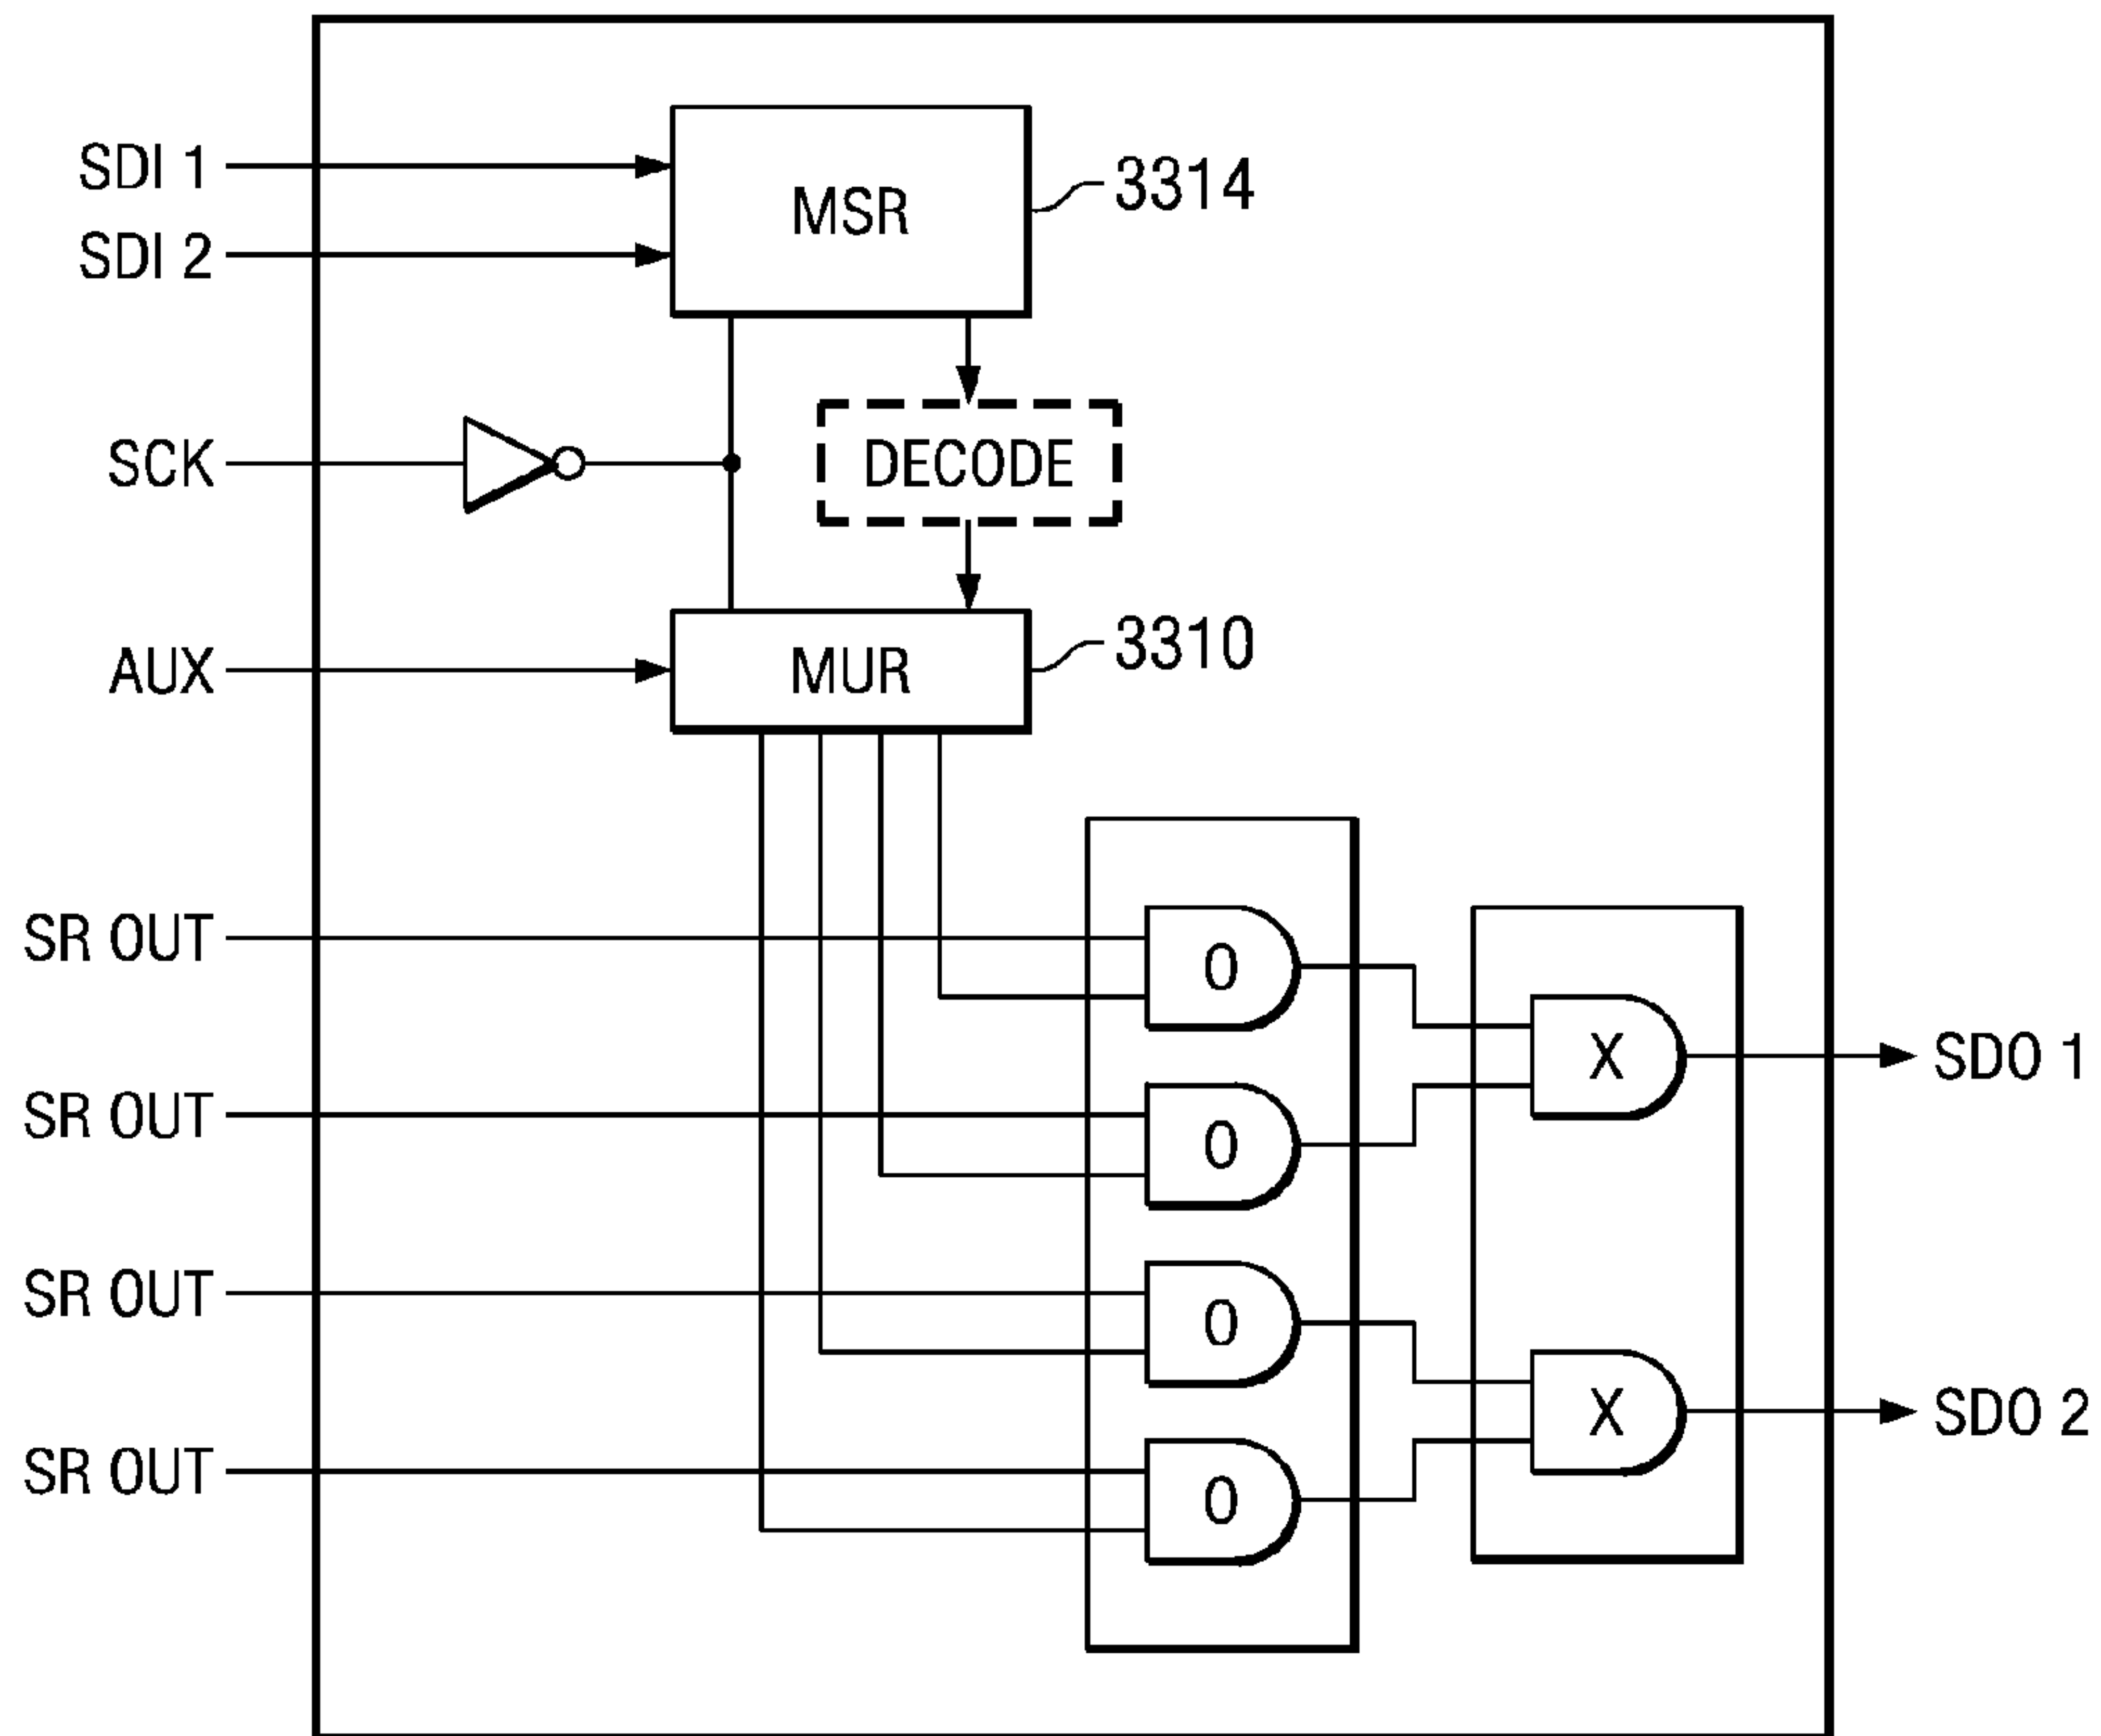 SDI 1
MSR
3314
SDI 2
SCK
DECODE
AUX
MUR
3310
SR OUT
O
X
SDO 1
SR OUT
O
SR OUT
O
X
SDO 2
SR OUT
O